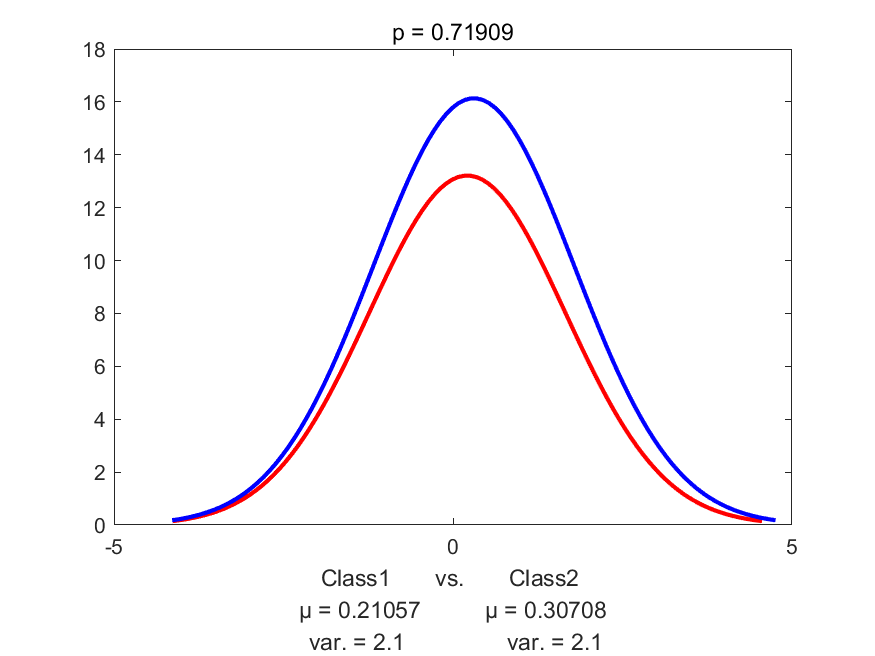 p = 0.71909
18
16
14
12
10
8
6
4
2
0
-5 0 5
Class1 vs. Class2
μ = 0.21057 μ = 0.30708
var. = 2.1 var. = 2.1